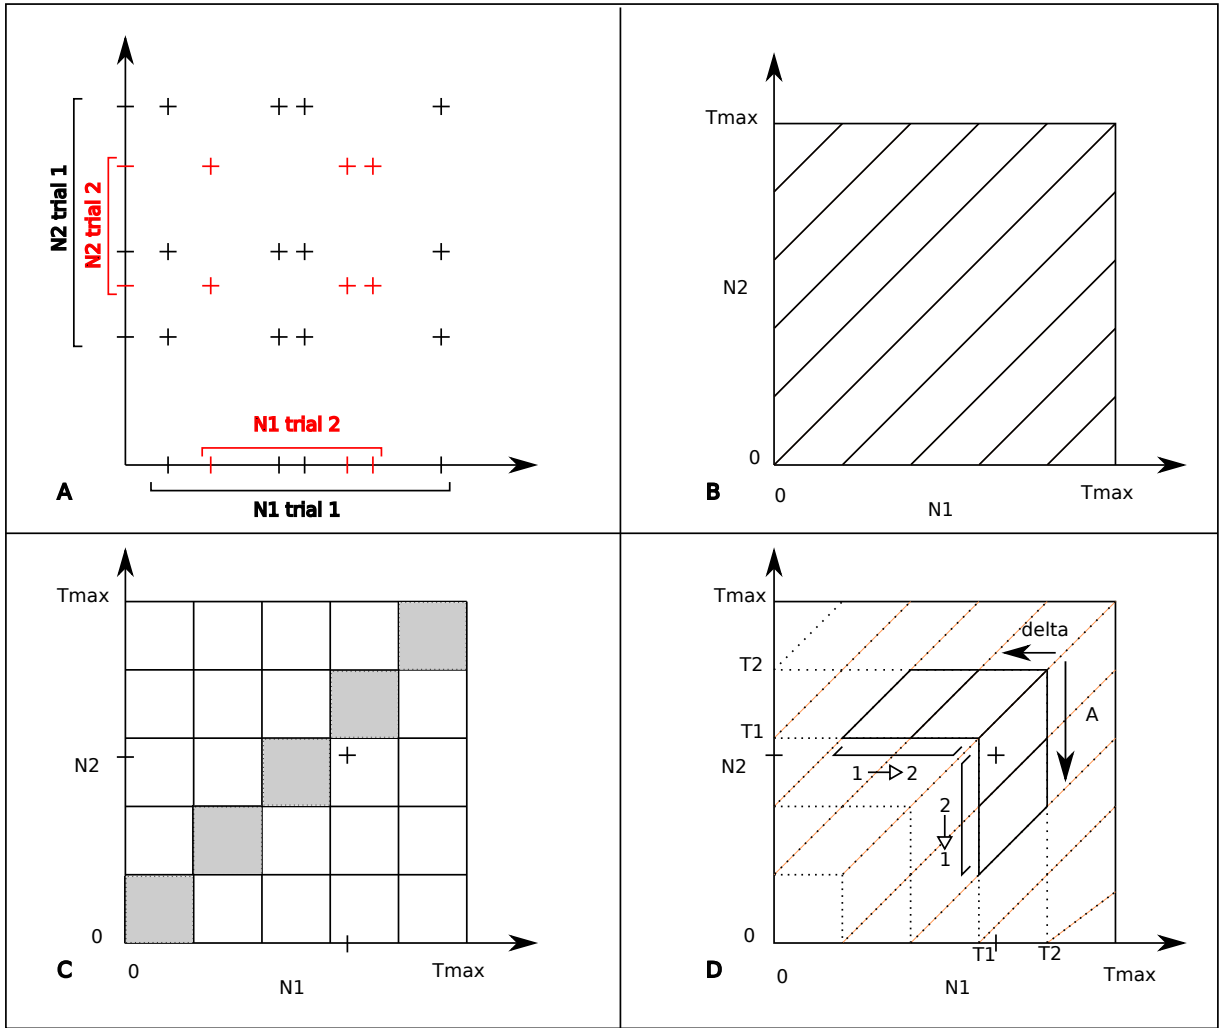 N2 trial 1
N2 trial 2
N1 trial 2
N1 trial 1
A
Tmax
N2
0
0
N1
Tmax
B
Tmax
N2
0
0
N1
Tmax
C
Tmax
delta
T2
A
T1
N2
1 2
2
1
0
T1 T2
0
N1
Tmax
D